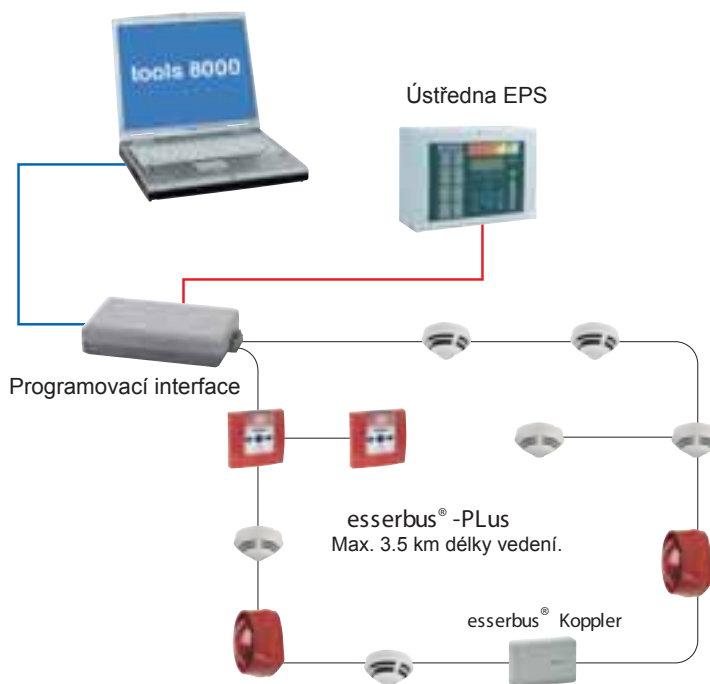 tools 8000
Ústředna EPS
Programovací interface
esserbus® -PLus
Max. 3.5 km délky vedení.
esserbus® Koppler